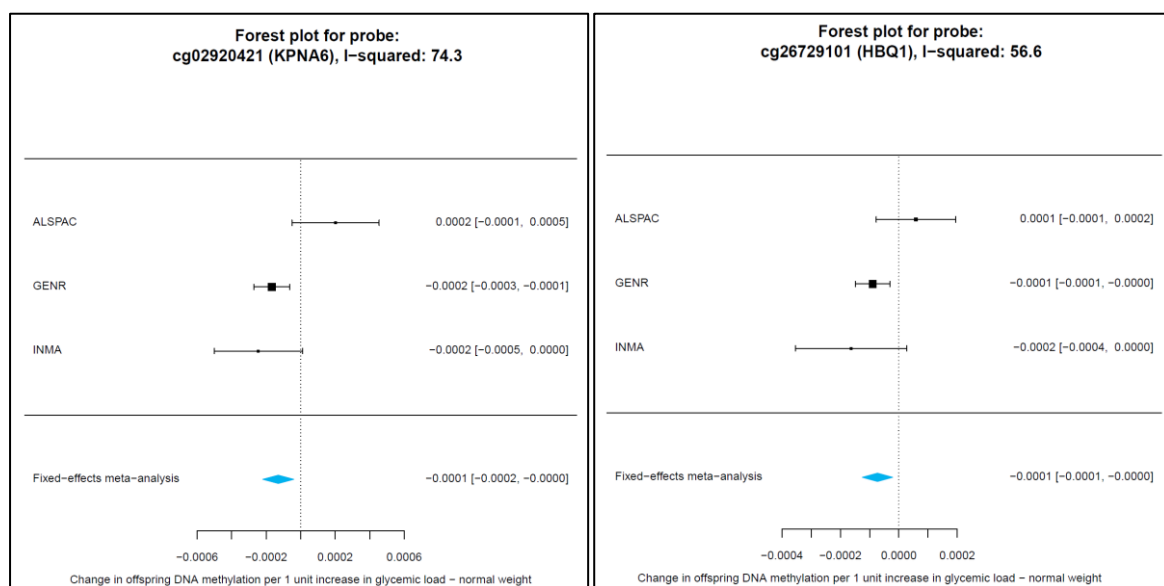 Forest plot for probe:
cg02920421 (KPNA6), I−squared: 74.3
ALSPAC
0.0002 [−0.0001, 0.0005]
GENR
−0.0002 [−0.0003, −0.0001]
INMA
−0.0002 [−0.0005, 0.0000]
Fixed−effects meta−analysis
−0.0001 [−0.0002, −0.0000]
−0.0006 −0.0002 0.0002 0.0006
Change in offspring DNA methylation per 1 unit increase in glycemic load − normal weight
Forest plot for probe:
cg26729101 (HBQ1), I−squared: 56.6
ALSPAC
0.0001 [−0.0001, 0.0002]
GENR
−0.0001 [−0.0001, −0.0000]
INMA
−0.0002 [−0.0004, 0.0000]
Fixed−effects meta−analysis
−0.0001 [−0.0001, −0.0000]
−0.0004 −0.0002 0.0000 0.0002
Change in offspring DNA methylation per 1 unit increase in glycemic load − normal weight